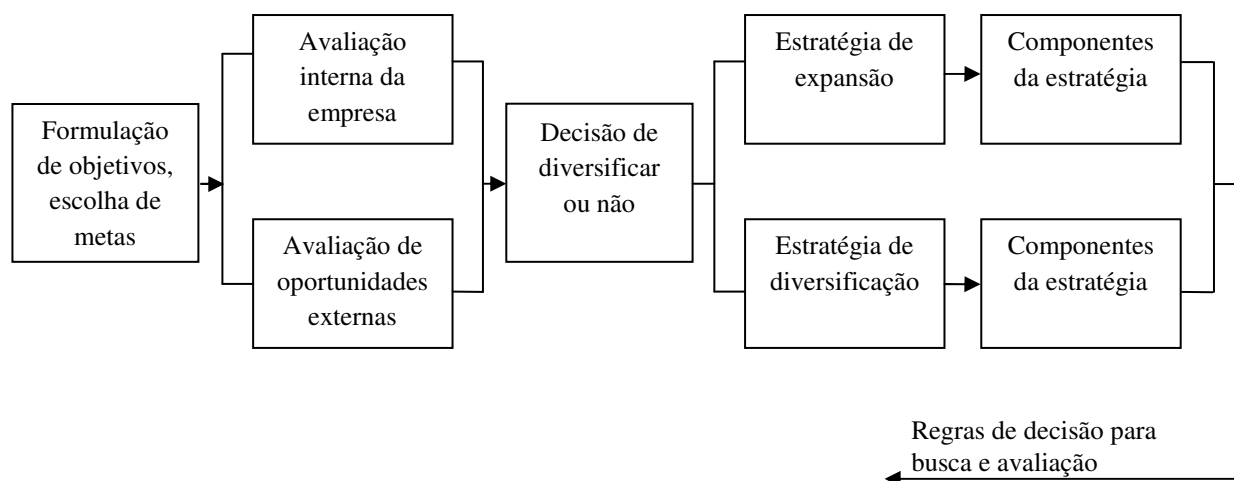 Formulação
de objetivos,
escolha de
metas
Avaliação
interna da
empresa
Avaliação de
oportunidades
externas
Decisão de
diversificar
ou não
Estratégia de
expansão
Componentes
da estratégia
Estratégia de
diversificação
Componentes
da estratégia
Regras de decisão para
busca e avaliação